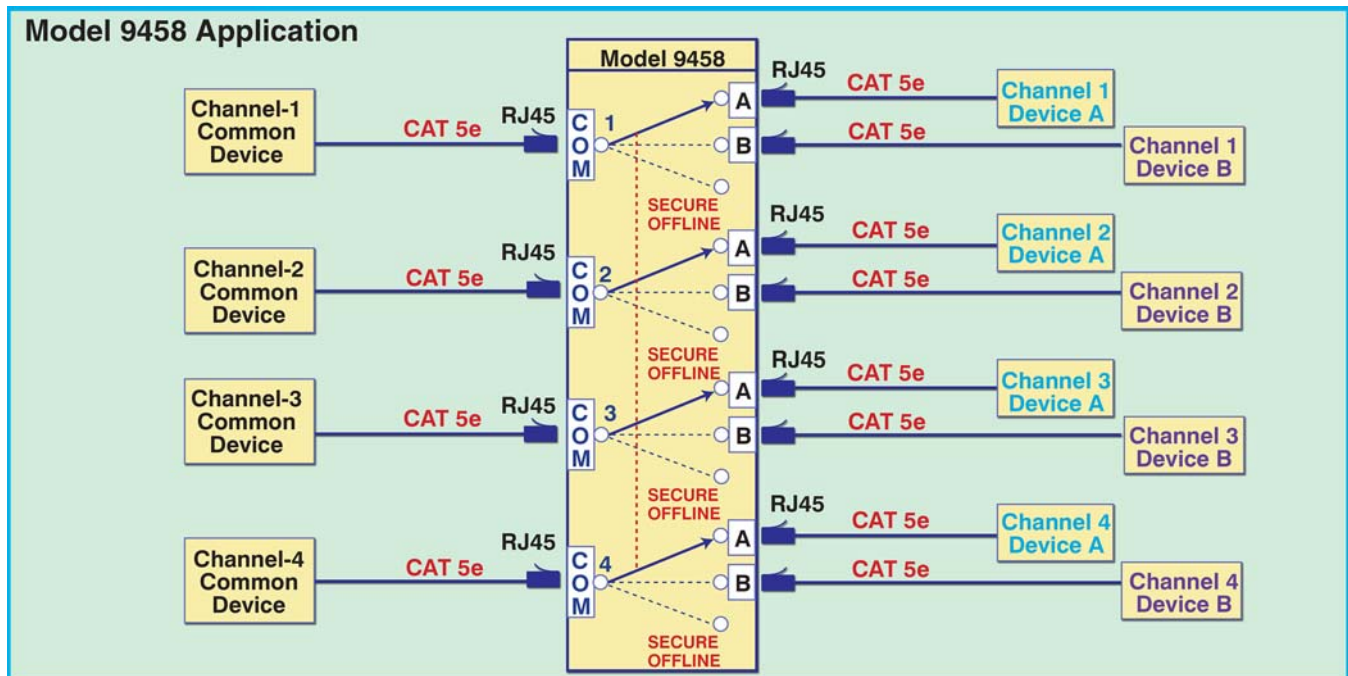 Model 9458 Application
Model 9458
Channel-1
Common
Device
CAT 5e
RJ45
COM
1
A
B
SECURE
OFFLINE
RJ45
CAT 5e
Channel 1
Device A
CAT 5e
Channel 1
Device B
Channel-2
Common
Device
CAT 5e
RJ45
COM
2
A
B
SECURE
OFFLINE
RJ45
CAT 5e
Channel 2
Device A
CAT 5e
Channel 2
Device B
Channel-3
Common
Device
CAT 5e
RJ45
COM
3
A
B
SECURE
OFFLINE
RJ45
CAT 5e
Channel 3
Device A
CAT 5e
Channel 3
Device B
Channel-4
Common
Device
CAT 5e
RJ45
COM
4
A
B
SECURE
OFFLINE
RJ45
CAT 5e
Channel 4
Device A
CAT 5e
Channel 4
Device B